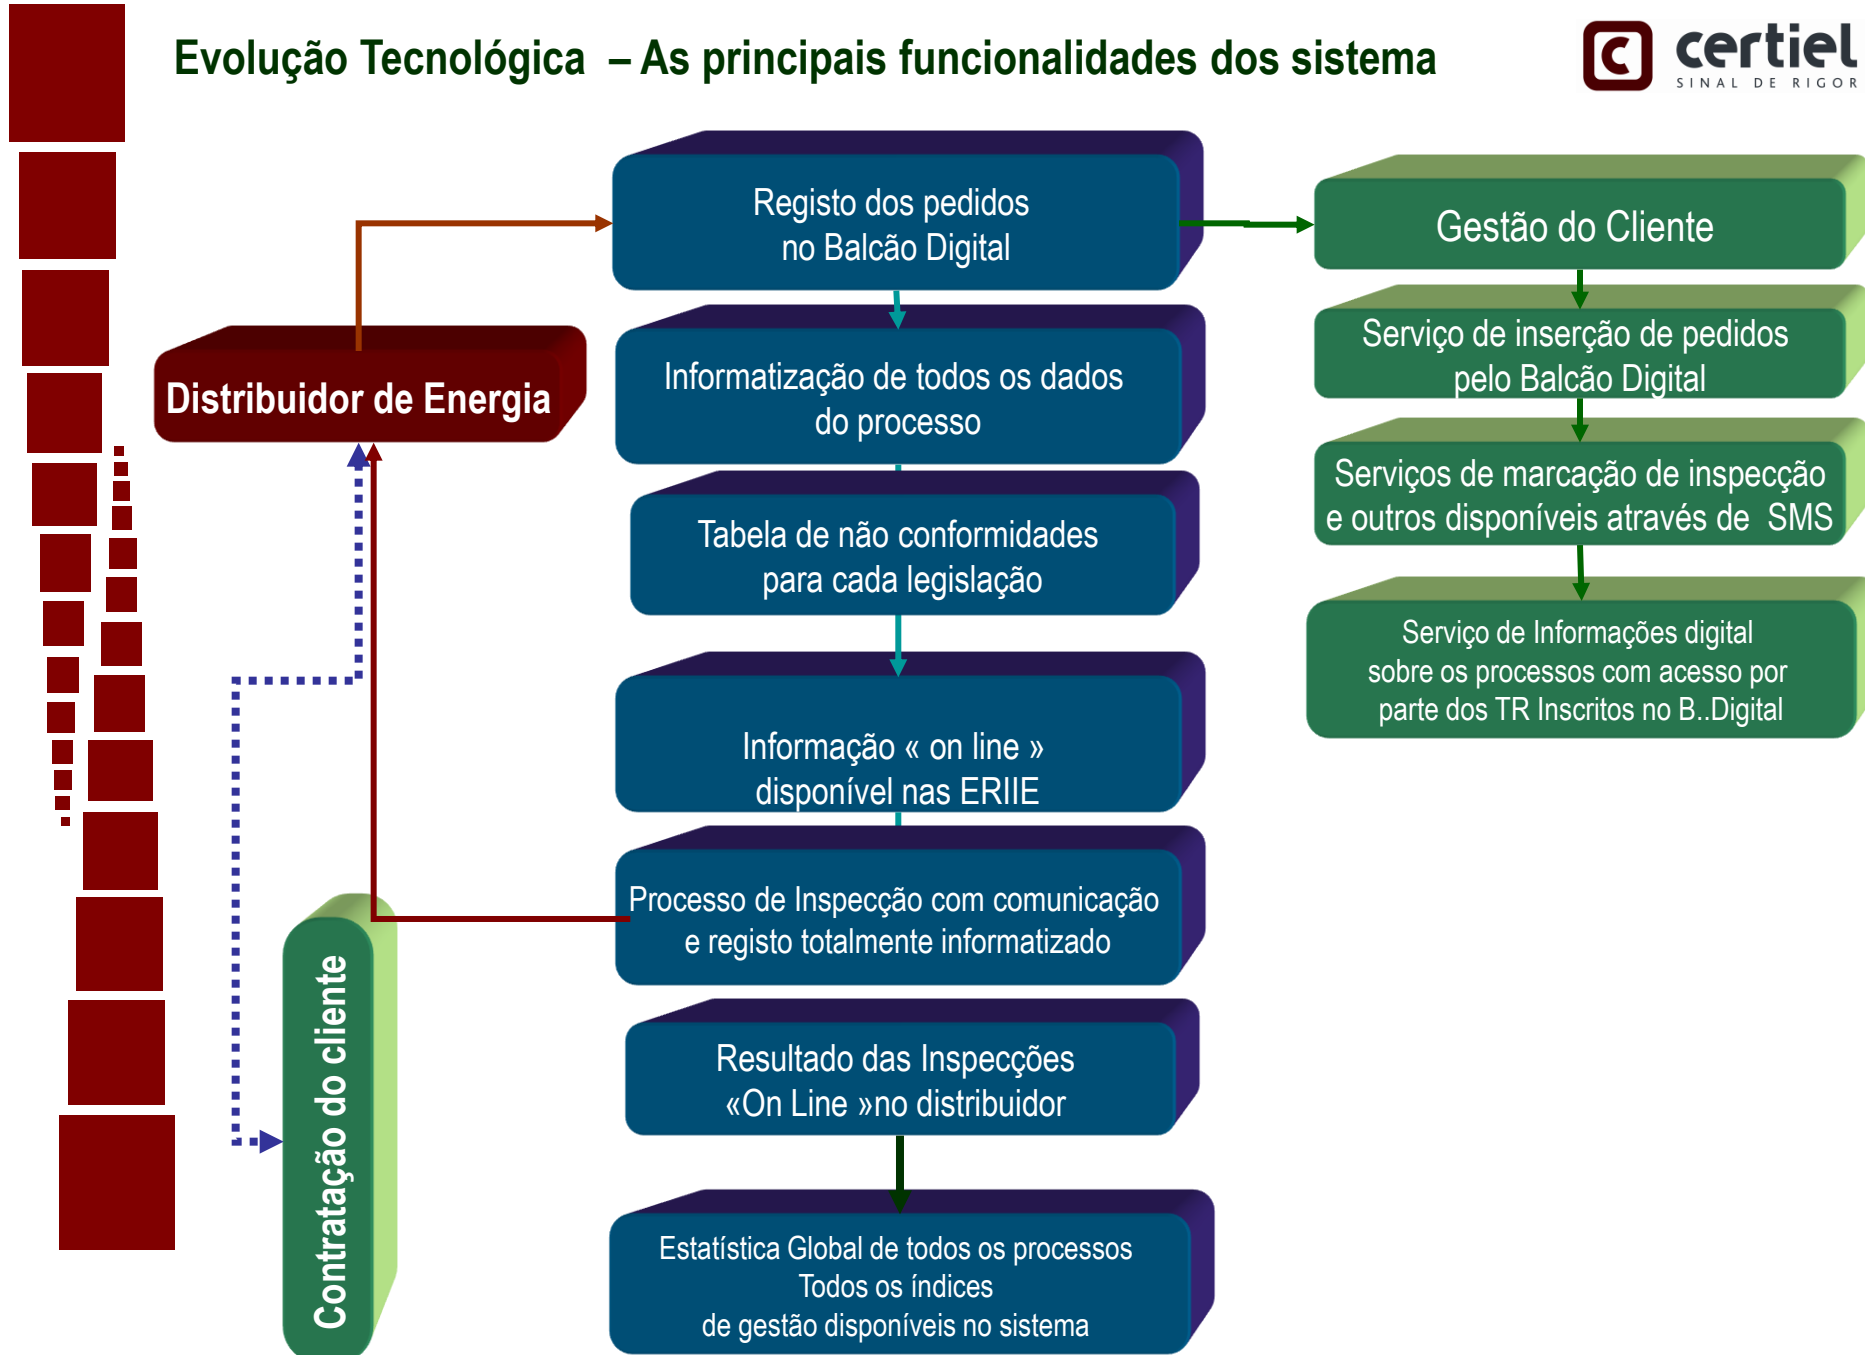 Evolução Tecnológica – As principais funcionalidades dos sistema
certiel
SINAL DE RIGOR
Registo dos pedidos
no Balcão Digital
Gestão do Cliente
Serviço de inserção de pedidos
pelo Balcão Digital
Distribuidor de Energia
Informatização de todos os dados
do processo
Serviços de marcação de inspecção
e outros disponíveis através de SMS
Tabela de não conformidades
para cada legislação
Serviço de Informações digital
sobre os processos com acesso por
parte dos TR Inscritos no B..Digital
Informação « on line »
disponível nas ERIIE
Processo de Inspecção com comunicação
e registo totalmente informatizado
Contratação do cliente
Resultado das Inspecções
«On Line »no distribuidor
Estatística Global de todos os processos
Todos os índices
de gestão disponíveis no sistema